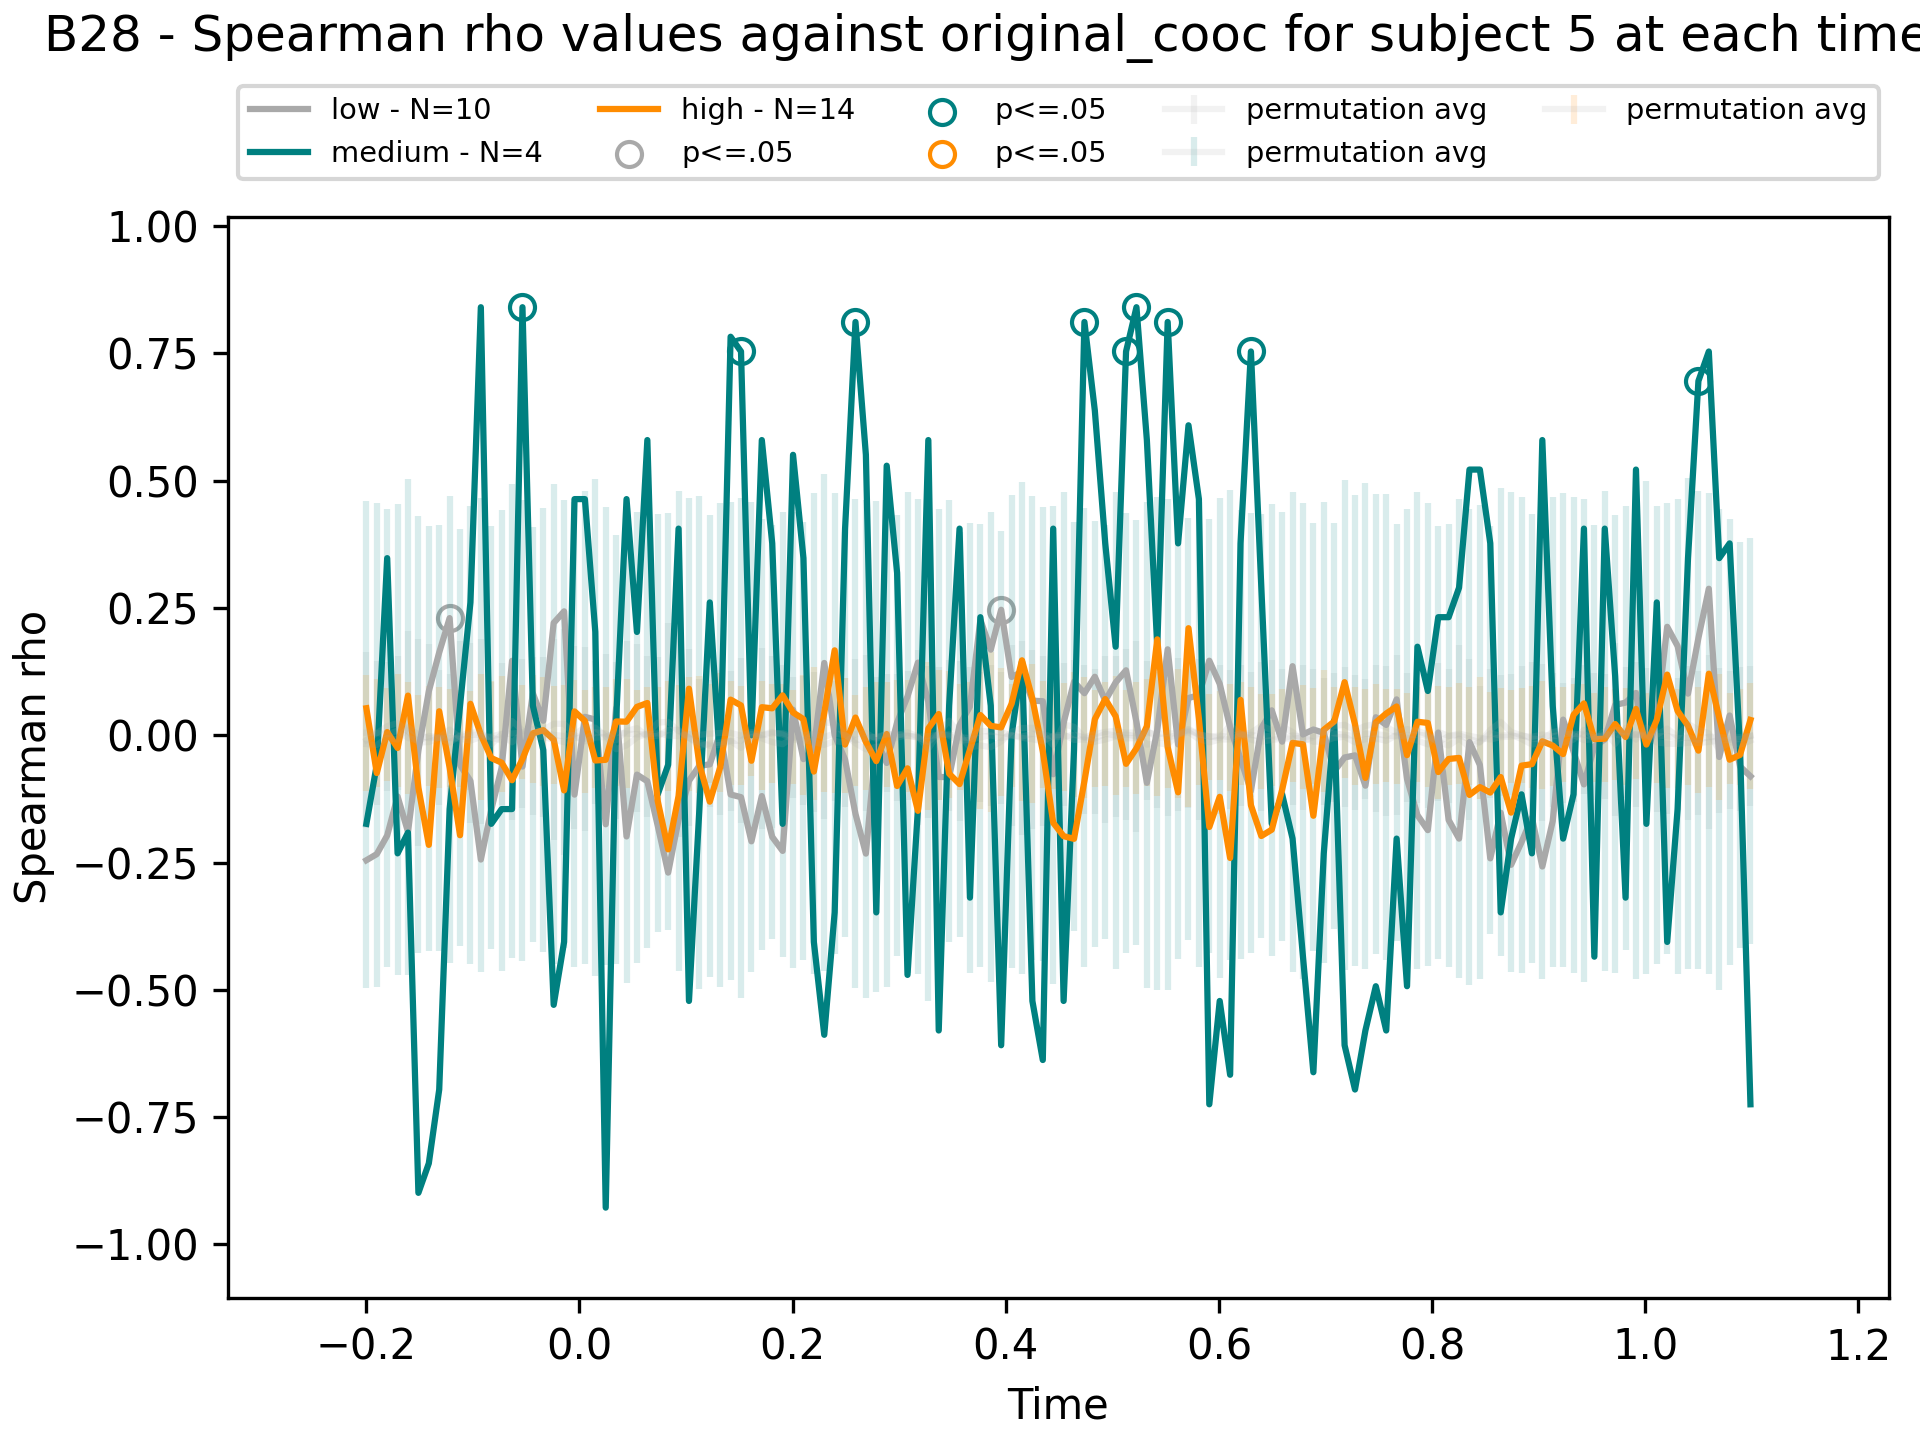 B28 - Spearman rho values against original_cooc for subject 5 at each time
low - N=10
medium - N=4
high - N=14
p<=.05
p<=.05
p<=.05
permutation avg
permutation avg
permutation avg
1.00
0.75
0.50
0.25
0.00
−0.25
−0.50
−0.75
−1.00
Spearman rho
−0.2 0.0 0.2 0.4 0.6 0.8 1.0 1.2
Time